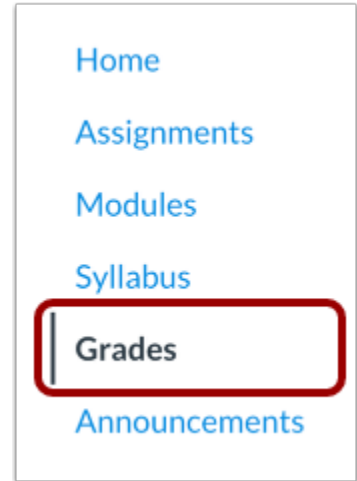 Home
Assignments
Modules
Syllabus
Grades
Announcements